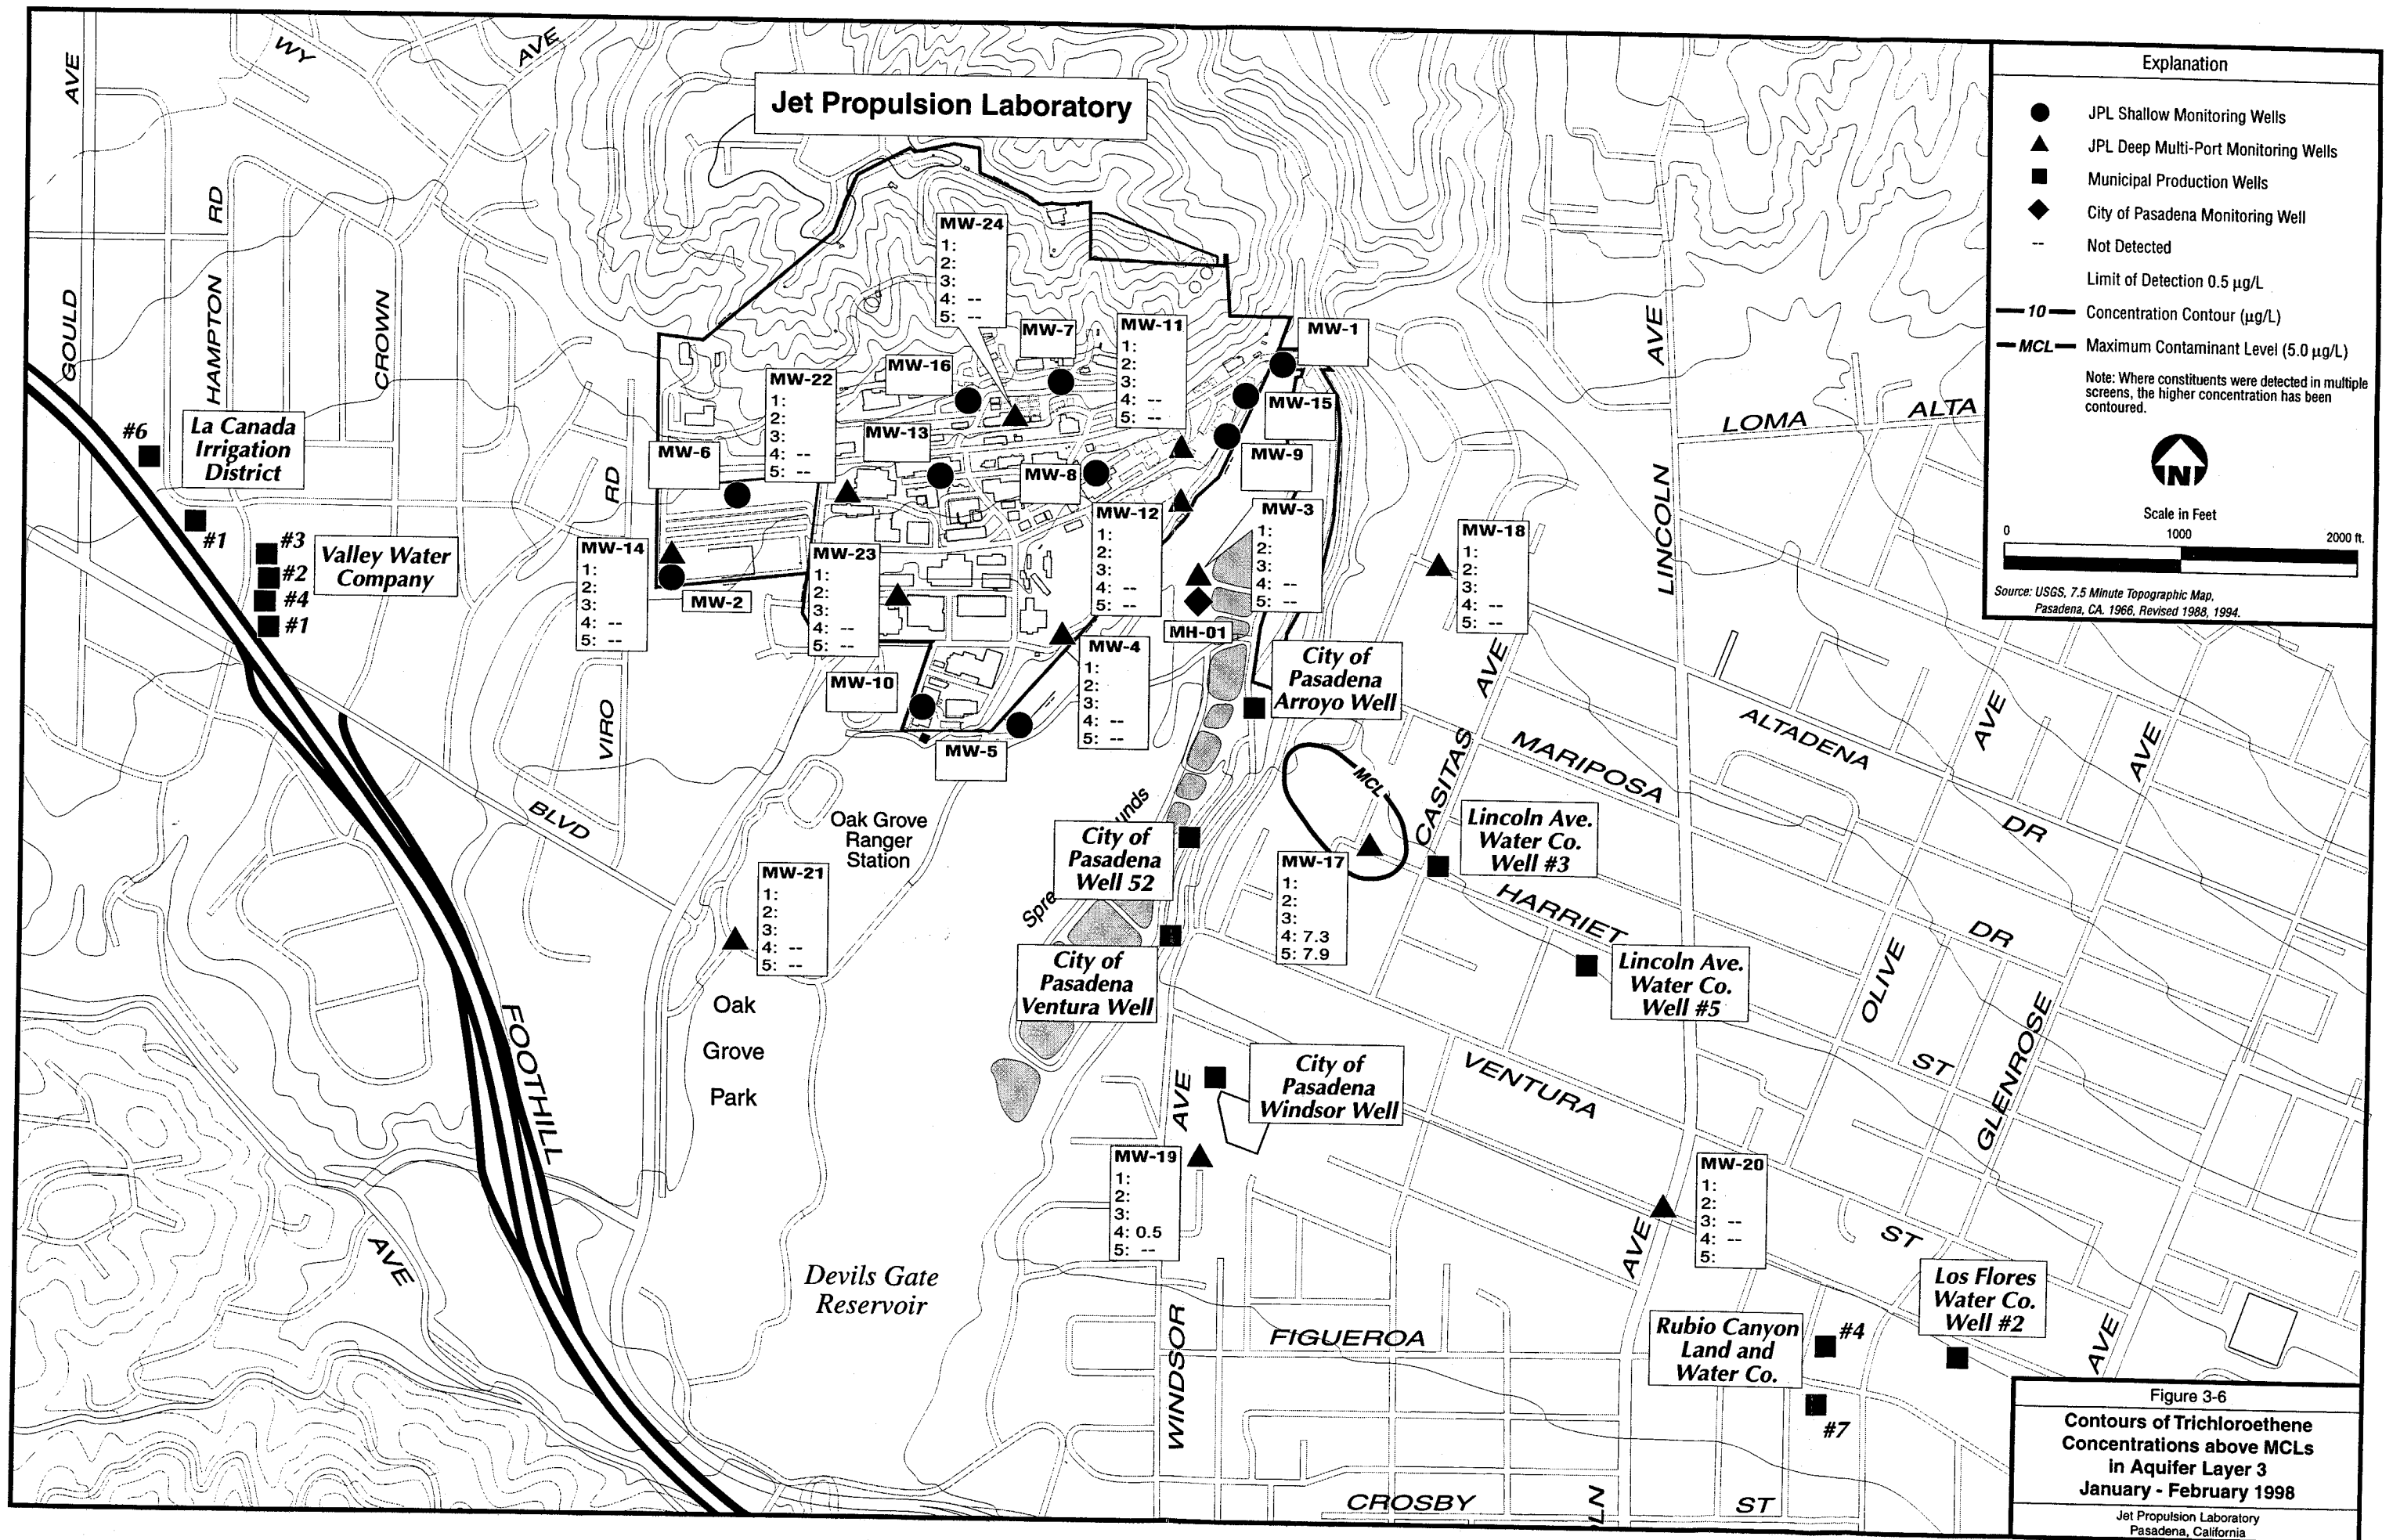 Jet Propulsion Laboratory
AVE
WY
AVE
GOULD
RD
HAMPTON
CROWN
#6
La Canada
Irrigation
District
#1
#3
#2
#4
#1
Valley Water
Company
RD
VIRO
BLVD
FOOTHILL
AVE
MW-24
1:
2:
3:
4: --
5: --
MW-7
MW-11
1:
2:
3:
4: --
5: --
MW-1
MW-16
MW-22
1:
2:
3:
4: --
5: --
MW-15
MW-13
MW-6
MW-8
MW-9
MW-12
1:
2:
3:
4: --
5: --
MW-3
1:
2:
3:
4: --
5: --
MW-14
1:
2:
3:
4: --
5: --
MW-2
MW-23
1:
2:
3:
4: --
5: --
MW-18
1:
2:
3:
4: --
5: --
MH-01
MW-4
1:
2:
3:
4: --
5: --
City of
Pasadena
Arroyo Well
MW-10
MW-5
Oak Grove
Ranger
Station
MCL
City of
Pasadena
Well 52
Spre
unds
Lincoln Ave.
Water Co.
Well #3
MW-17
1:
2:
3:
4: 7.3
5: 7.9
MW-21
1:
2:
3:
4: --
5: --
City of
Pasadena
Ventura Well
Lincoln Ave.
Water Co.
Well #5
Oak
Grove
Park
City of
Pasadena
Windsor Well
MW-19
1:
2:
3:
4: 0.5
5: --
MW-20
1:
2:
3: --
4: --
5:
Devils Gate
Reservoir
Rubio Canyon
Land and
Water Co.
#4
#7
Los Flores
Water Co.
Well #2
AVE
LINCOLN
LOMA
ALTA
AVE
CASITAS
MARIPOSA
ALTADENA
DR
AVE
AVE
HARRIET
DR
OLIVE
ST
GLENROSE
VENTURA
ST
AVE
AVE
AVE
WINDSOR
FIGUEROA
CROSBY
ST
OLN
Explanation
JPL Shallow Monitoring Wells
JPL Deep Multi-Port Monitoring Wells
Municipal Production Wells
City of Pasadena Monitoring Well
-- Not Detected
Limit of Detection 0.5 µg/L
10 Concentration Contour (µg/L)
MCL Maximum Contaminant Level (5.0 µg/L)
Note: Where constituents were detected in multiple
screens, the higher concentration has been
contoured.
N
Scale in Feet
0 1000 2000 ft.
Source: USGS, 7.5 Minute Topographic Map,
Pasadena, CA. 1966, Revised 1988, 1994.
Figure 3-6
Contours of Trichloroethene
Concentrations above MCLs
in Aquifer Layer 3
January - February 1998
Jet Propulsion Laboratory
Pasadena, California